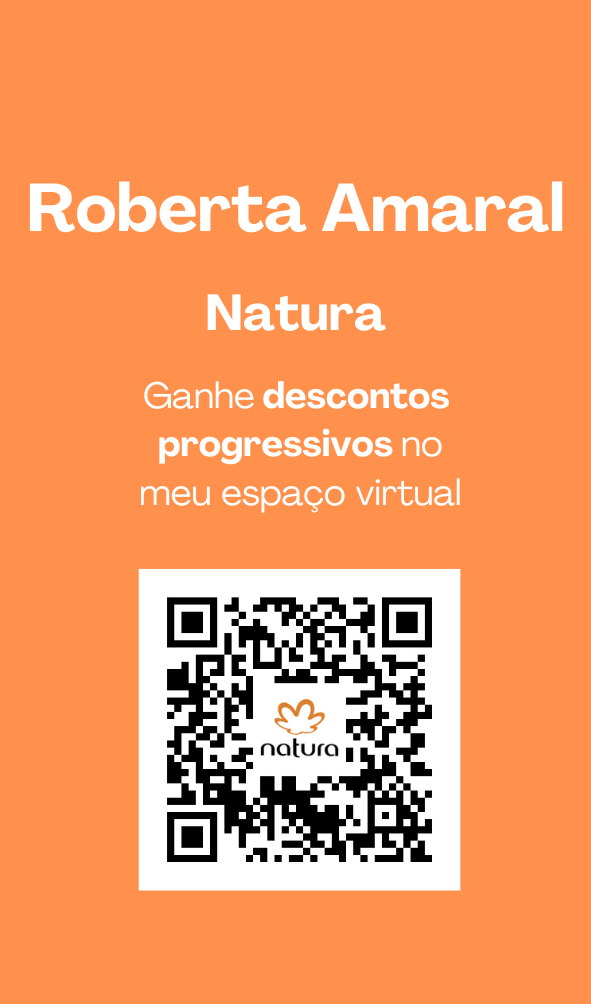 Roberta Amaral
Natura
Ganhe descontos
progressivos no
meu espaço virtual
natura